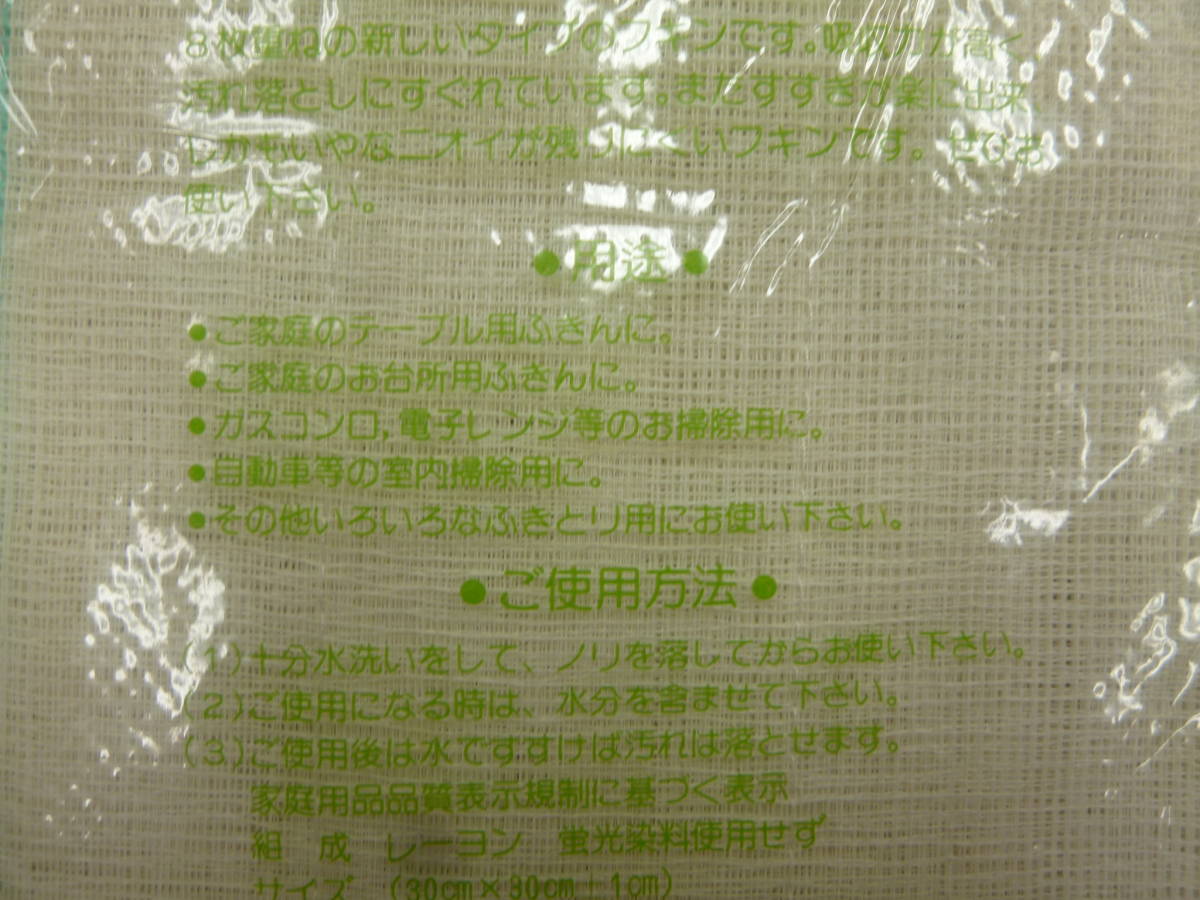 ８枚重ねの新しいタイプのフキンです。吸収力が高く
汚れ落としにすぐれています。またすすぎが楽に出来、
しかもいやなニオイが残りにくいフキンです。ぜひお
使い下さい。
●用途●
●ご家庭のテーブル用ふきんに。
●ご家庭のお台所用ふきんに。
●ガスコンロ,電子レンジ等のお掃除用に。
●自動車等の室内掃除用に。
●その他いろいろなふきとり用にお使い下さい。
●ご使用方法●
(１)十分水洗いをして、ノリを落してからお使い下さい。
(２)ご使用になる時は、水分を含ませて下さい。
(３)ご使用後は水ですすけば汚れは落とせます。
家庭用品品質表示規制に基づく表示
組　成　レーヨン　蛍光染料使用せず
サイズ　(30cm×30cm±1cm)